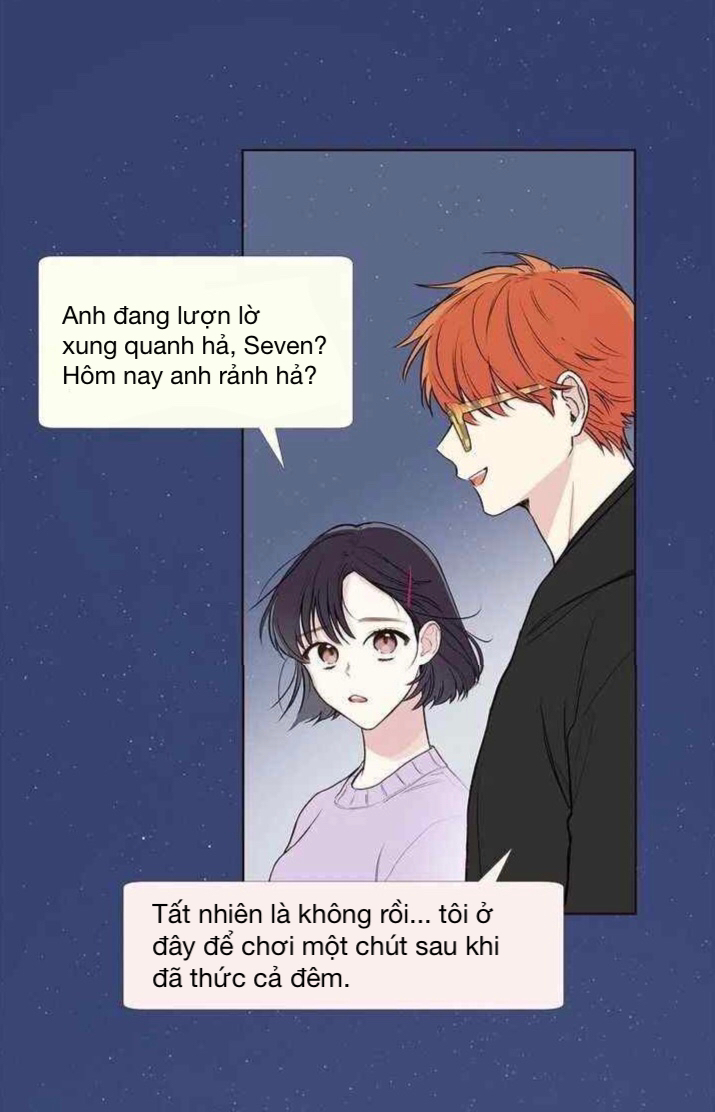 Anh đang lượn lờ
xung quanh hả, Seven?
Hôm nay anh rảnh hả?
Tất nhiên là không rồi... tôi ở
đây để chơi một chút sau khi
đã thức cả đêm.